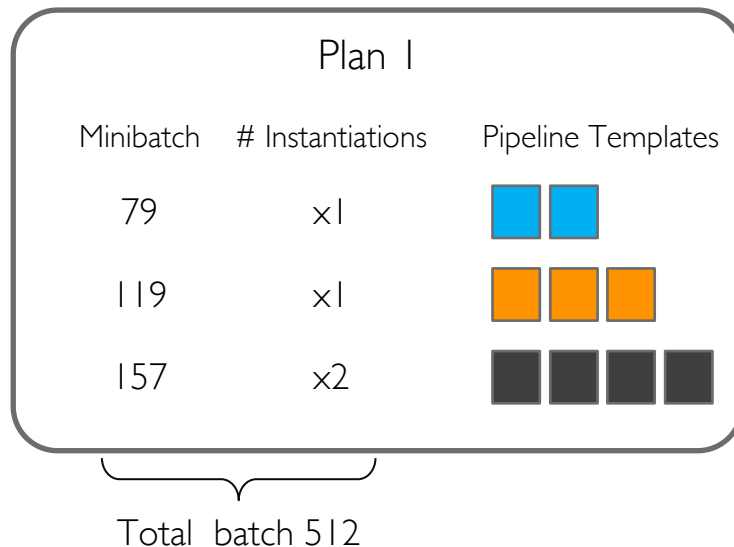 Plan 1
Minibatch # Instantiations Pipeline Templates
79 x1
119 x1
157 x2
Total batch 512